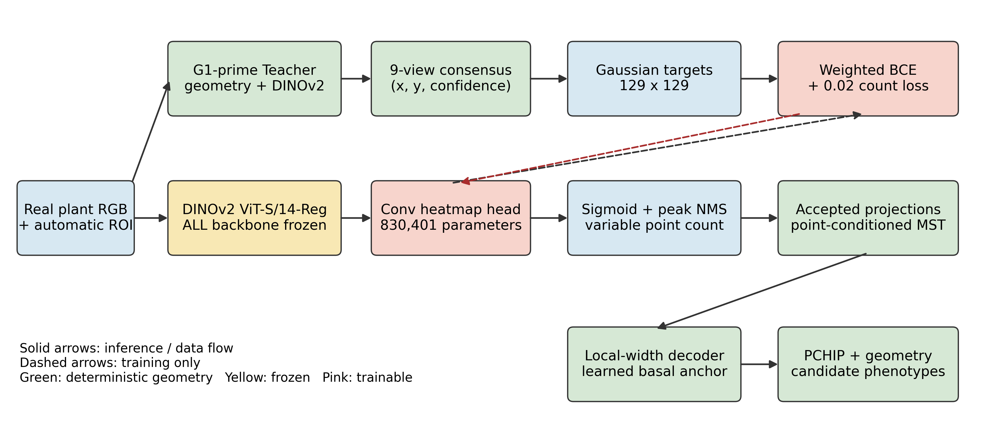 G1-prime Teacher
geometry + DINOv2
9-view consensus
(x, y, confidence)
Gaussian targets
129 x 129
Weighted BCE
+ 0.02 count loss
Real plant RGB
+ automatic ROI
DINOv2 ViT-S/14-Reg
ALL backbone frozen
Conv heatmap head
830,401 parameters
Sigmoid + peak NMS
variable point count
Accepted projections
point-conditioned MST
Local-width decoder
learned basal anchor
PCHIP + geometry
candidate phenotypes
Solid arrows: inference / data flow
Dashed arrows: training only
Green: deterministic geometry   Yellow: frozen   Pink: trainable